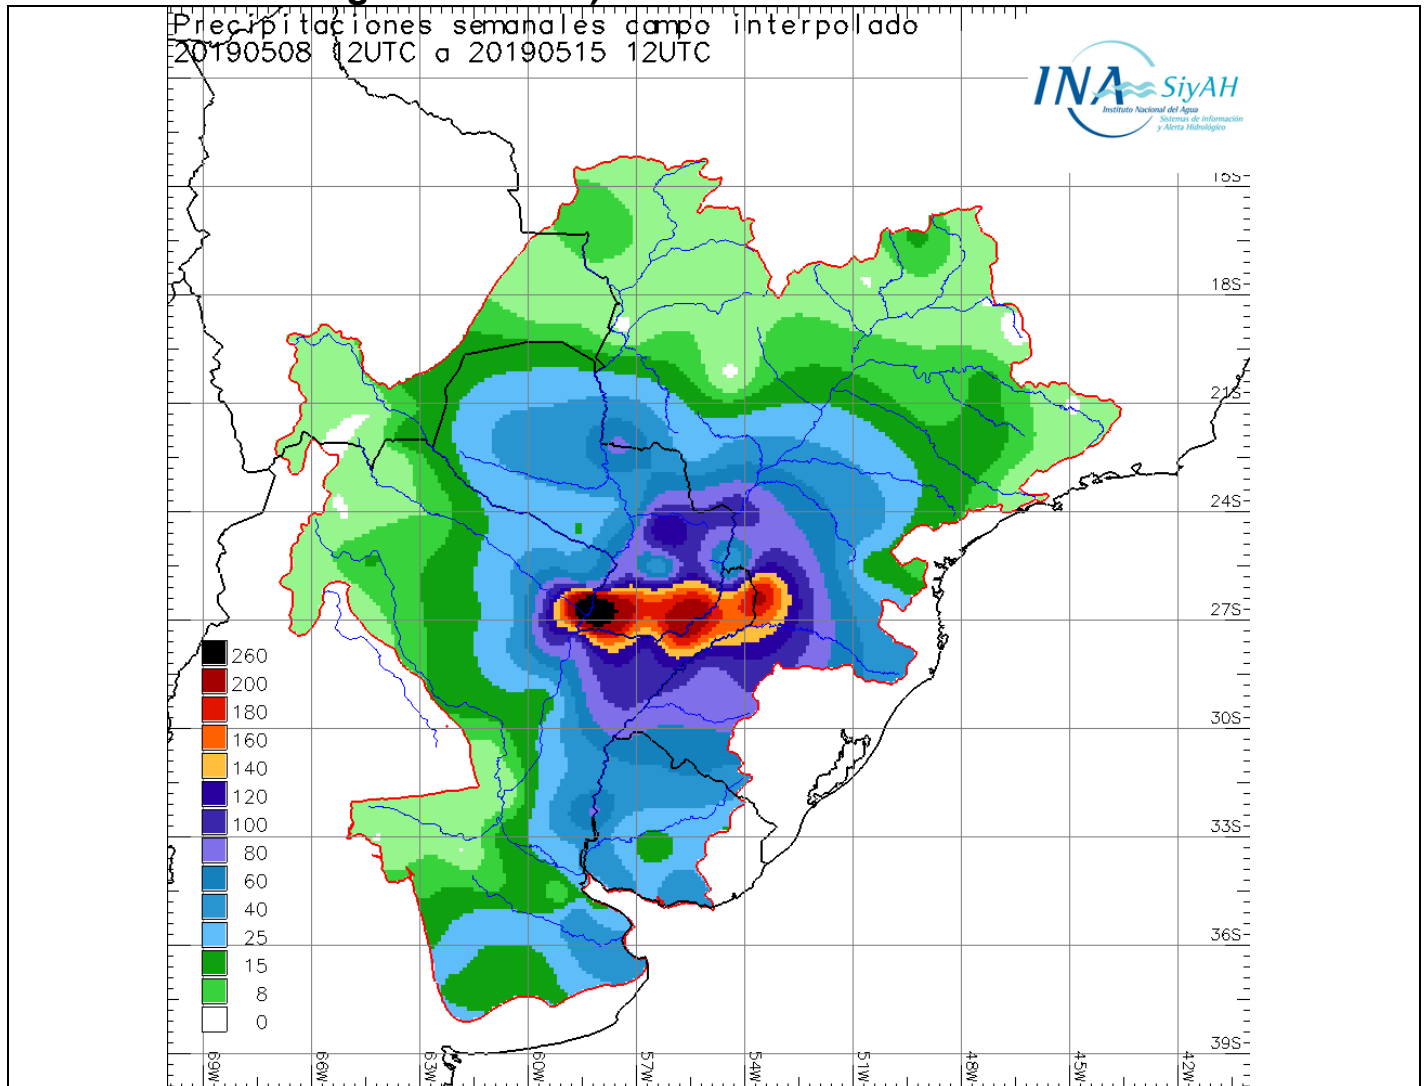 Precipitaciones semanales campo interpolado
20190508 12UTC a 20190515 12UTC
INA SiyAH
Instituto Nacional del Agua
Sistemas de información
y Alerta Hidrológico
15S
18S
21S
24S
27S
30S
33S
36S
39S
260
200
180
160
140
120
100
80
60
40
25
15
8
0
69W
66W
63W
60W
57W
54W
51W
48W
45W
42W